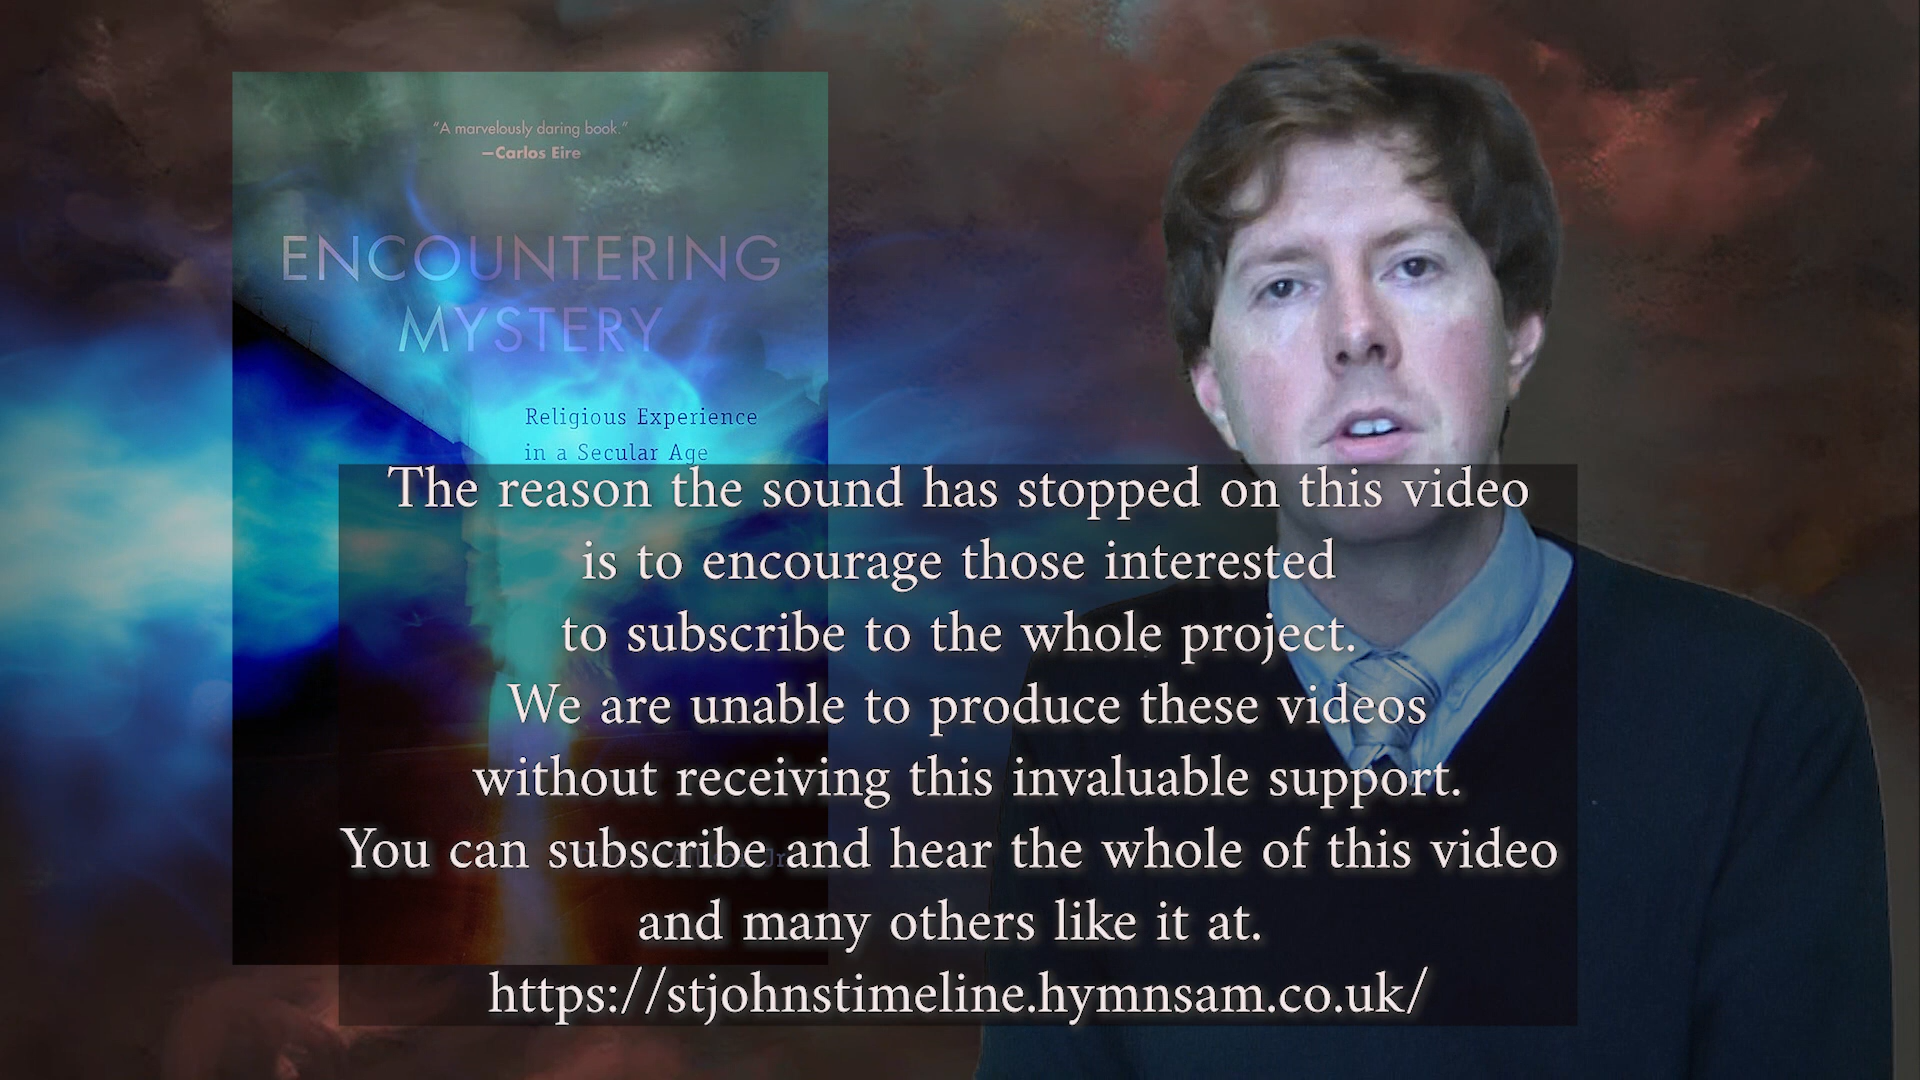 “A marvelously daring book.”
—Carlos Eire
ENCOUNTERING
MYSTERY
Religious Experience
in a Secular Age
The reason the sound has stopped on this video
is to encourage those interested
to subscribe to the whole project.
We are unable to produce these videos
without receiving this invaluable support.
You can subscribe and hear the whole of this video
and many others like it at.
https://stjohnstimeline.hymnsam.co.uk/